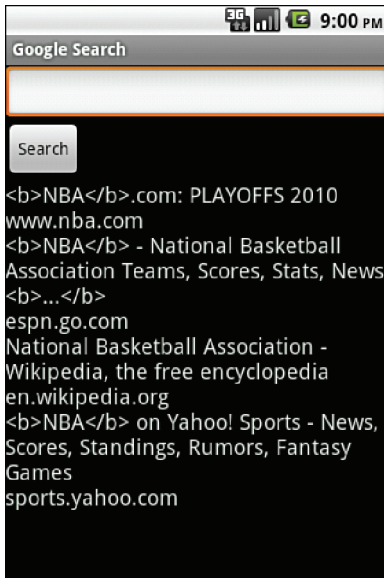 3G 9:00 PM
Google Search
Search
<b>NBA</b>.com: PLAYOFFS 2010
www.nba.com
<b>NBA</b> - National Basketball
Association Teams, Scores, Stats, News
<b>...</b>
espn.go.com
National Basketball Association -
Wikipedia, the free encyclopedia
en.wikipedia.org
<b>NBA</b> on Yahoo! Sports - News,
Scores, Standings, Rumors, Fantasy
Games
sports.yahoo.com